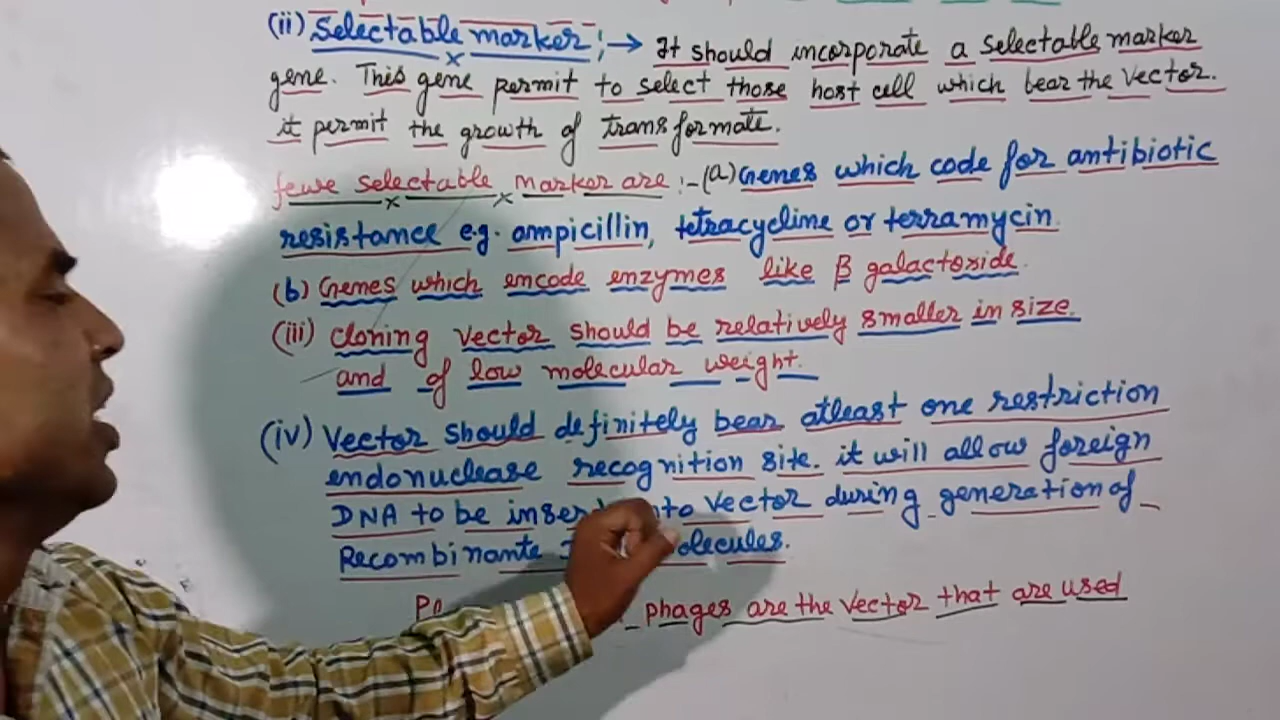 (ii) Selectable marker :→ It should incorporate a selectable marker
gene. This gene permit to select those host cell which bear the vector.
it permit the growth of transformate.
fewe selectable marker are :- (a) Genes which code for antibiotic
resistance e.g. ampicillin, tetracycline or terramycin.
(b) Genes which encode enzymes like β galactoside.
(iii) Cloning vector should be relatively smaller in size.
and of low molecular weight.
(iv) Vector should definitely bear atleast one restriction
endonuclease recognition site. it will allow foreign
DNA to be into vector during generation of
Recombinante molecules.
phages are the vector that are used